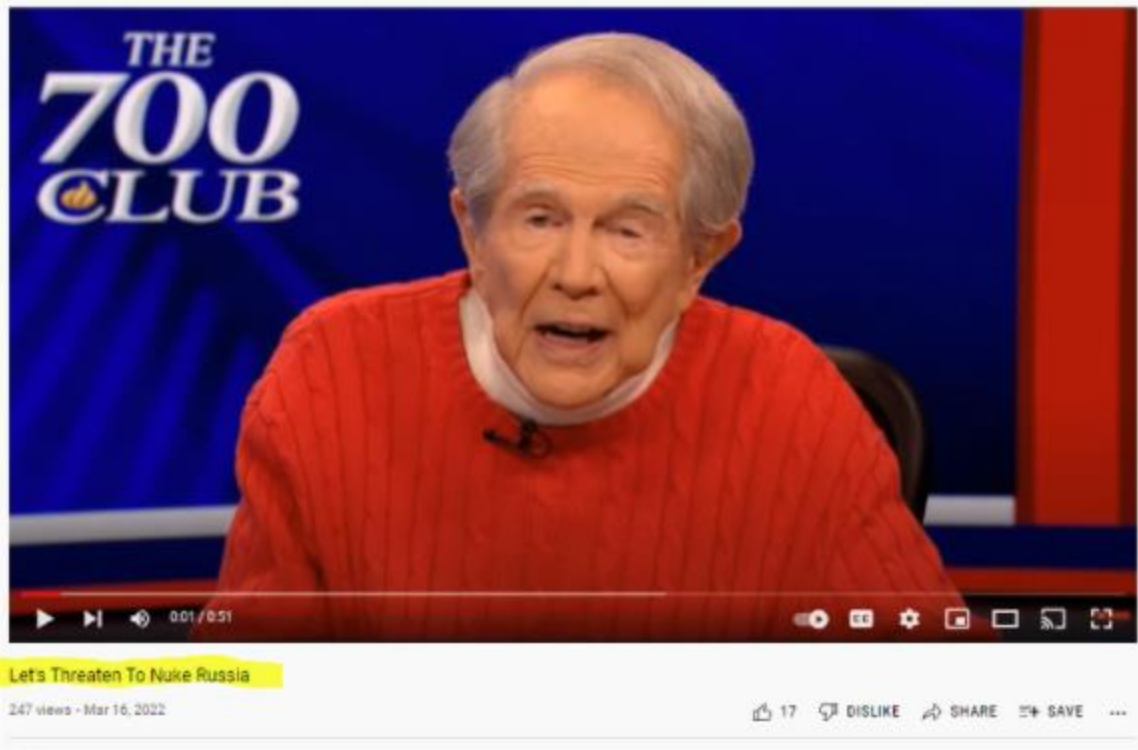 THE
700
CLUB
0:01 / 0:51
CC
Let's Threaten To Nuke Russia
247 views - Mar 16, 2022
17 DISLIKE SHARE SAVE ...